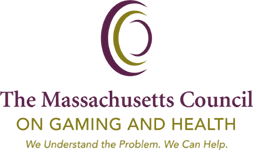 The Massachusetts Council
ON GAMING AND HEALTH
We Understand the Problem. We Can Help.